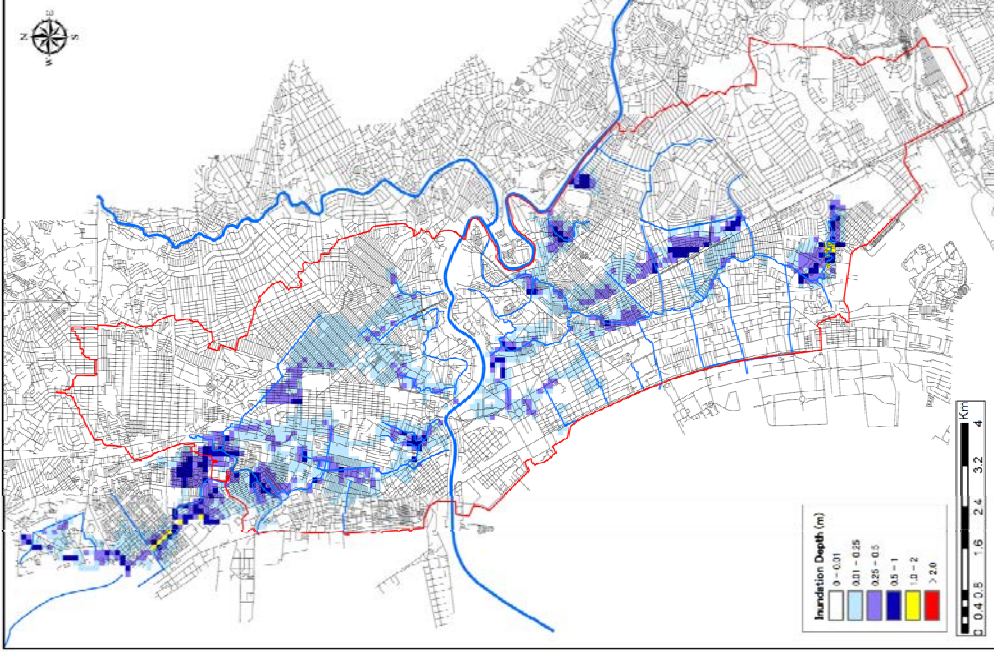 N
W E
S
Inundation Depth (m)
0 - 0.01
0.01 - 0.25
0.25 - 0.5
0.5 - 1
1.0 - 2
> 2.0
0 0.4 0.8 1.6 2.4 3.2 4
Km